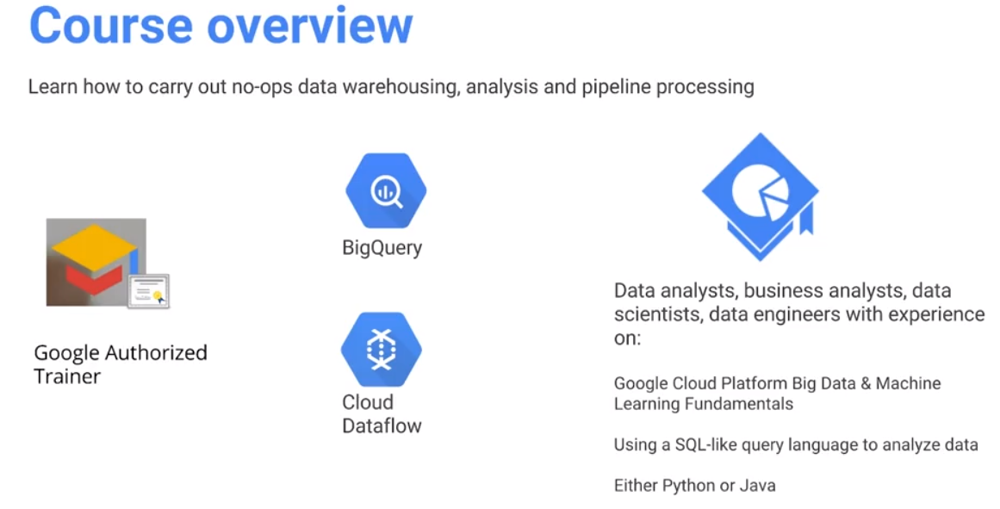 Course overview
Learn how to carry out no-ops data warehousing, analysis and pipeline processing
Google Authorized
Trainer
BigQuery
Cloud
Dataflow
Data analysts, business analysts, data
scientists, data engineers with experience
on:
Google Cloud Platform Big Data & Machine
Learning Fundamentals
Using a SQL-like query language to analyze data
Either Python or Java